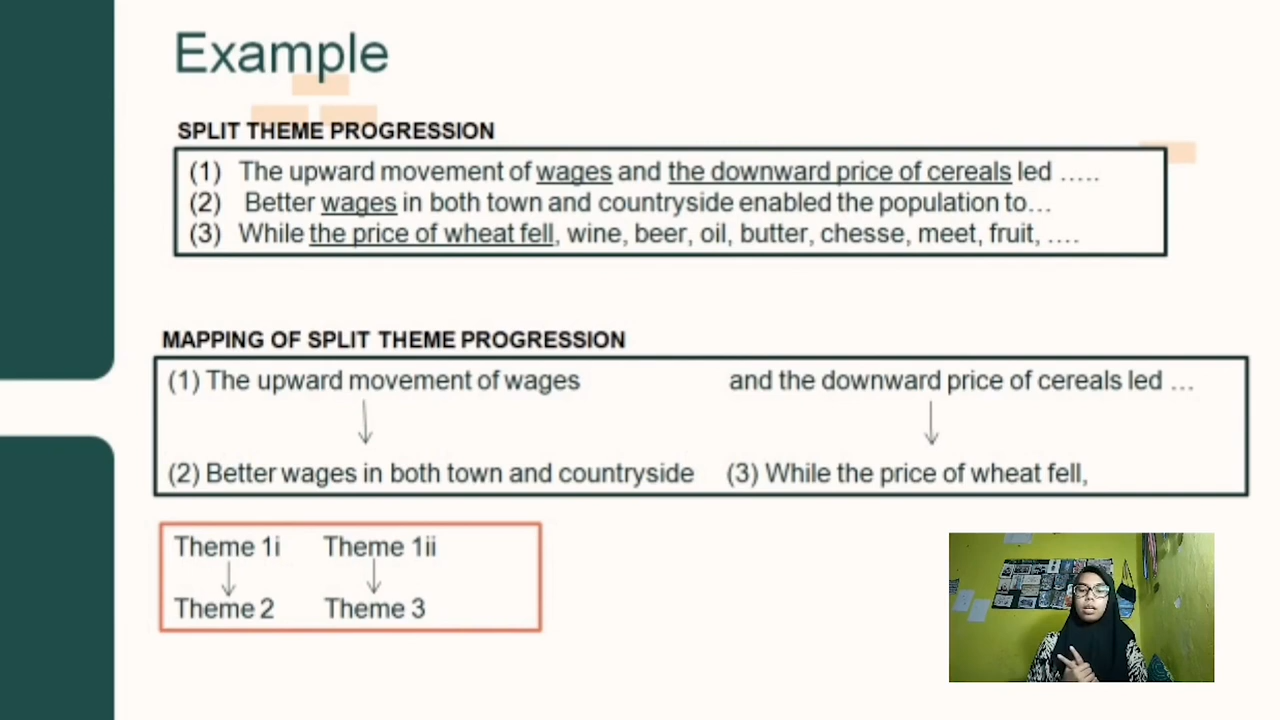 Example
SPLIT THEME PROGRESSION
(1) The upward movement of wages and the downward price of cereals led .....
(2) Better wages in both town and countryside enabled the population to...
(3) While the price of wheat fell, wine, beer, oil, butter, chesse, meet, fruit, ....
MAPPING OF SPLIT THEME PROGRESSION
(1) The upward movement of wages and the downward price of cereals led ...
(2) Better wages in both town and countryside (3) While the price of wheat fell,
Theme 1i Theme 1ii
Theme 2 Theme 3